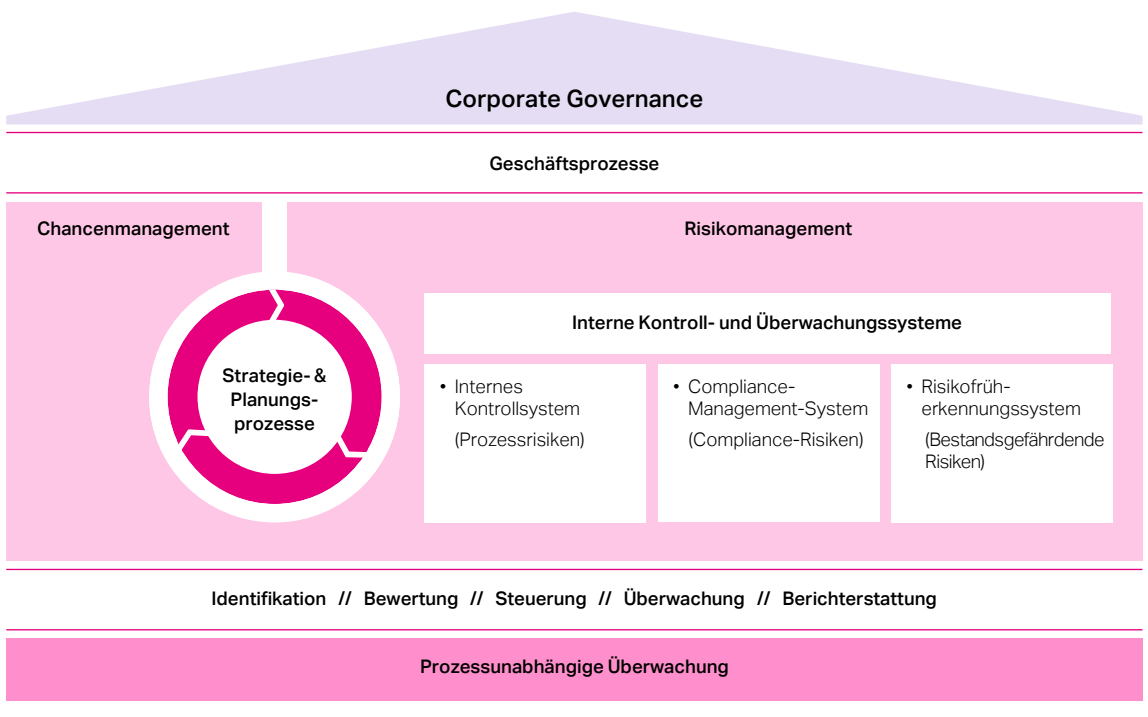 Corporate Governance
Geschäftsprozesse
Chancenmanagement
Risikomanagement
Strategie- &
Planungs-
prozesse
Interne Kontroll- und Überwachungssysteme
• Internes
Kontrollsystem
(Prozessrisiken)
• Compliance-
Management-System
(Compliance-Risiken)
• Risikofrüh-
erkennungssystem
(Bestandsgefährdende
Risiken)
Identifikation // Bewertung // Steuerung // Überwachung // Berichterstattung
Prozessunabhängige Überwachung